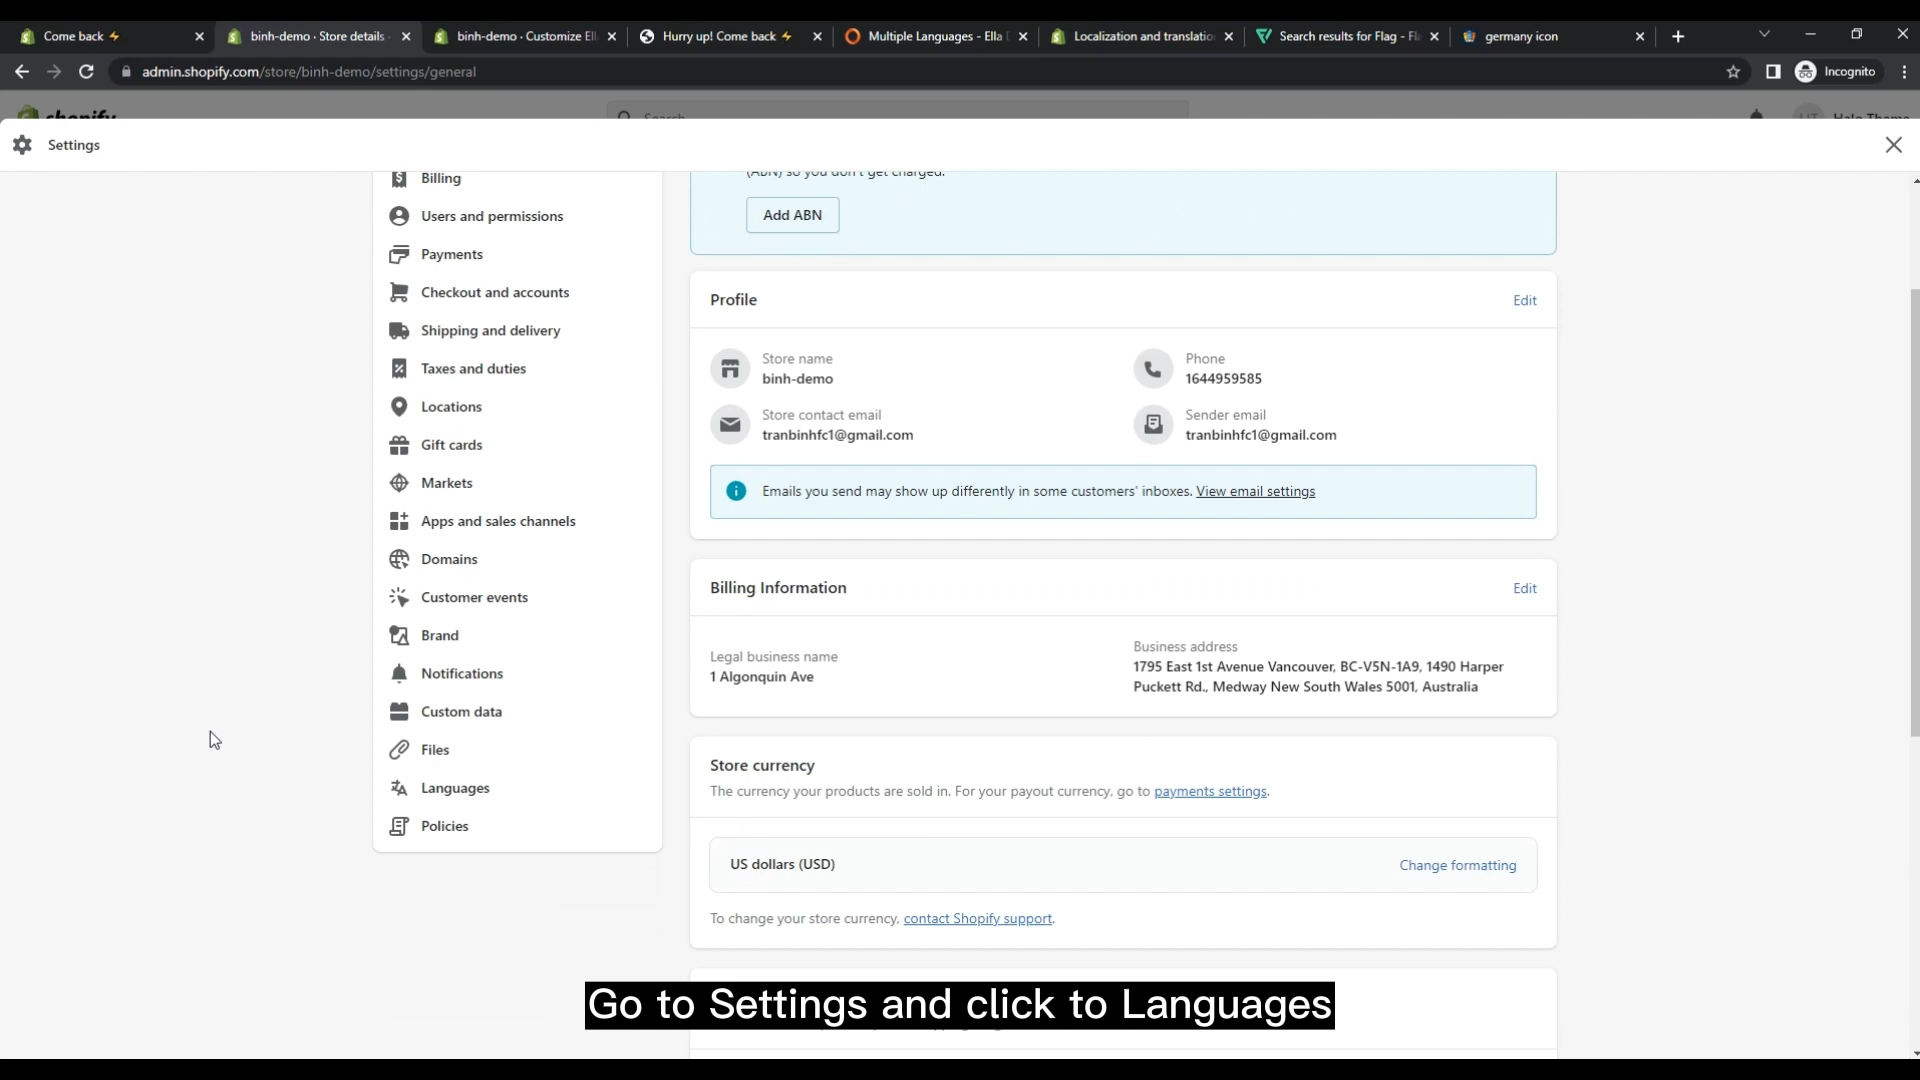 Come back ⚡
binh-demo · Store details
binh-demo · Customize Ell
Hurry up! Come back ⚡
Multiple Languages - Ella
Localization and translatio
Search results for Flag - Fl
germany icon
admin.shopify.com/store/binh-demo/settings/general
Incognito
shopify
Search
Halo Theme
Settings
Billing
Users and permissions
Payments
Checkout and accounts
Shipping and delivery
Taxes and duties
Locations
Gift cards
Markets
Apps and sales channels
Domains
Customer events
Brand
Notifications
Custom data
Files
Languages
Policies
(ABN) so you don't get charged.
Add ABN
Profile
Edit
Store name
binh-demo
Phone
1644959585
Store contact email
tranbinhfc1@gmail.com
Sender email
tranbinhfc1@gmail.com
Emails you send may show up differently in some customers' inboxes. View email settings
Billing Information
Edit
Legal business name
1 Algonquin Ave
Business address
1795 East 1st Avenue Vancouver, BC-V5N-1A9, 1490 Harper
Puckett Rd., Medway New South Wales 5001, Australia
Store currency
The currency your products are sold in. For your payout currency, go to payments settings.
US dollars (USD)
Change formatting
To change your store currency, contact Shopify support.
Go to Settings and click to Languages